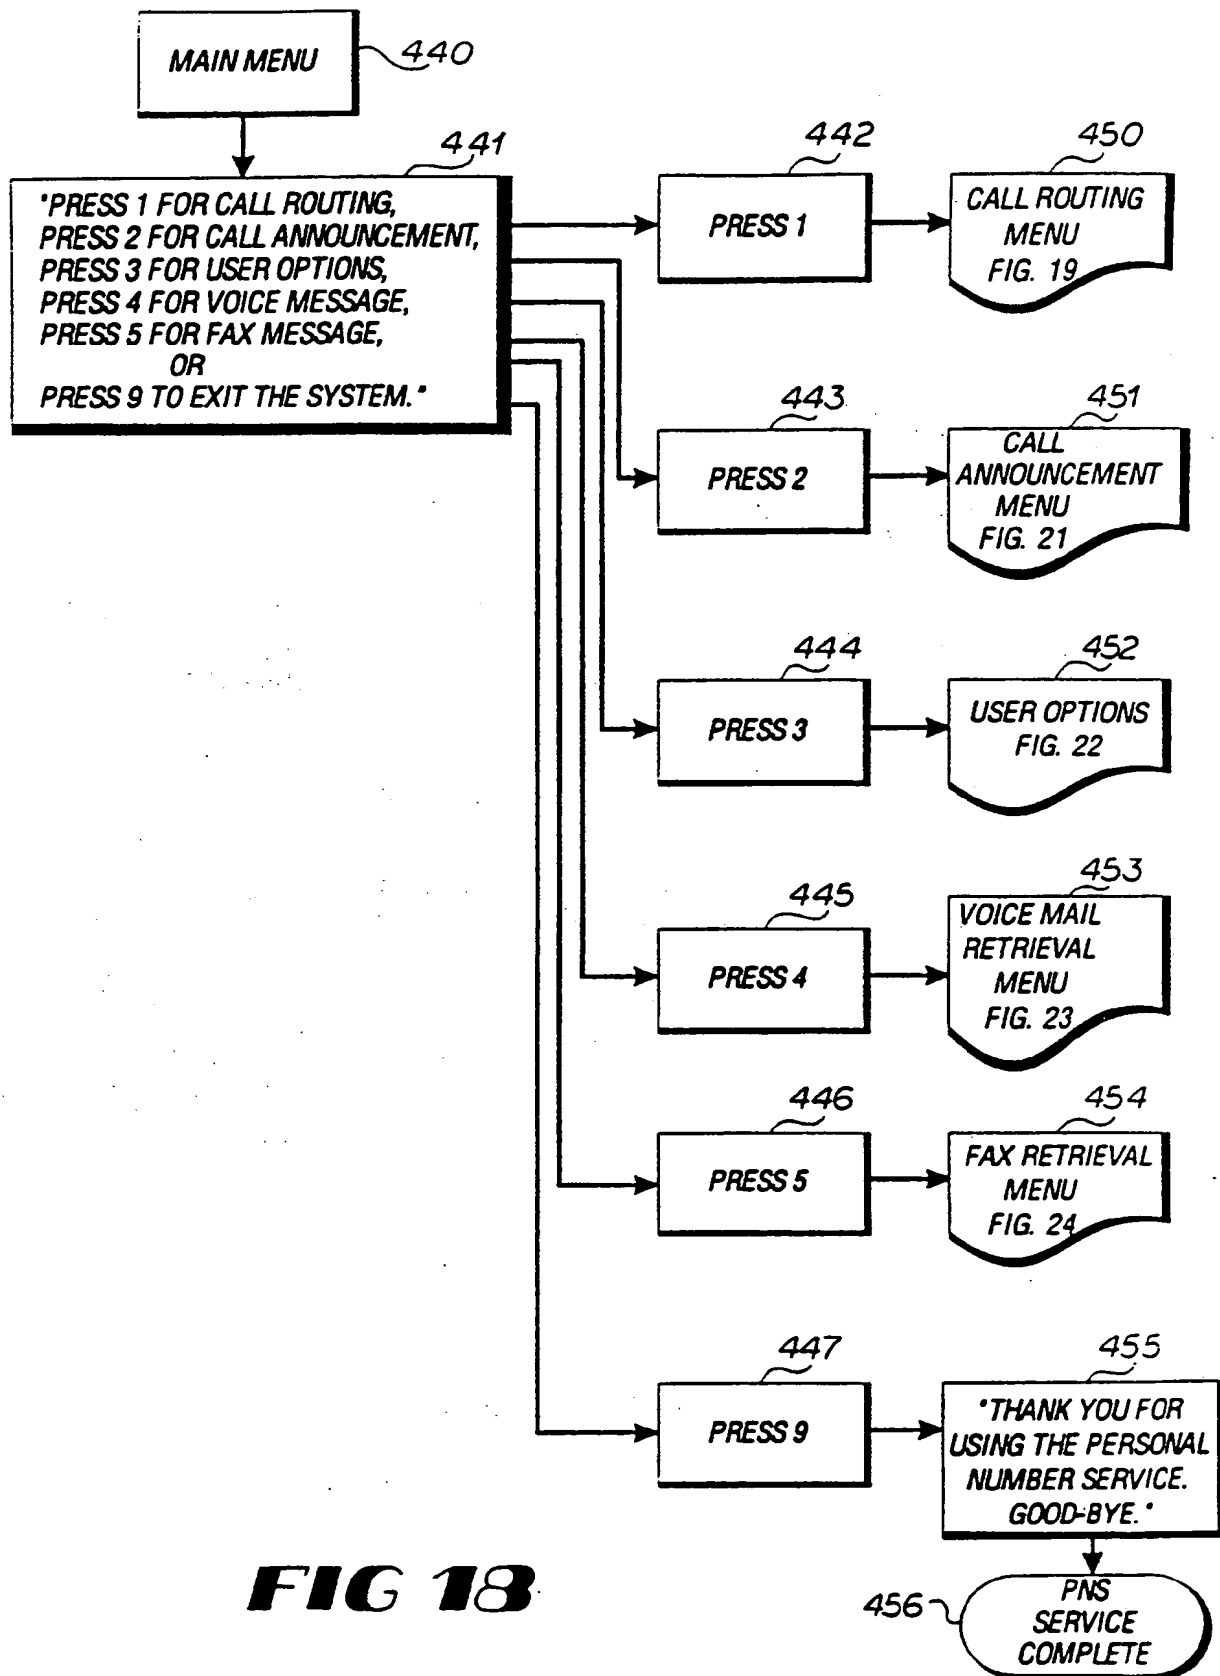 MAIN MENU
440
441
"PRESS 1 FOR CALL ROUTING,
PRESS 2 FOR CALL ANNOUNCEMENT,
PRESS 3 FOR USER OPTIONS,
PRESS 4 FOR VOICE MESSAGE,
PRESS 5 FOR FAX MESSAGE,
OR
PRESS 9 TO EXIT THE SYSTEM."
442
PRESS 1
450
CALL ROUTING
MENU
FIG. 19
443
PRESS 2
451
CALL
ANNOUNCEMENT
MENU
FIG. 21
444
PRESS 3
452
USER OPTIONS
FIG. 22
445
PRESS 4
453
VOICE MAIL
RETRIEVAL
MENU
FIG. 23
446
PRESS 5
454
FAX RETRIEVAL
MENU
FIG. 24
447
PRESS 9
455
"THANK YOU FOR
USING THE PERSONAL
NUMBER SERVICE.
GOOD-BYE."
456
PNS
SERVICE
COMPLETE
FIG 18